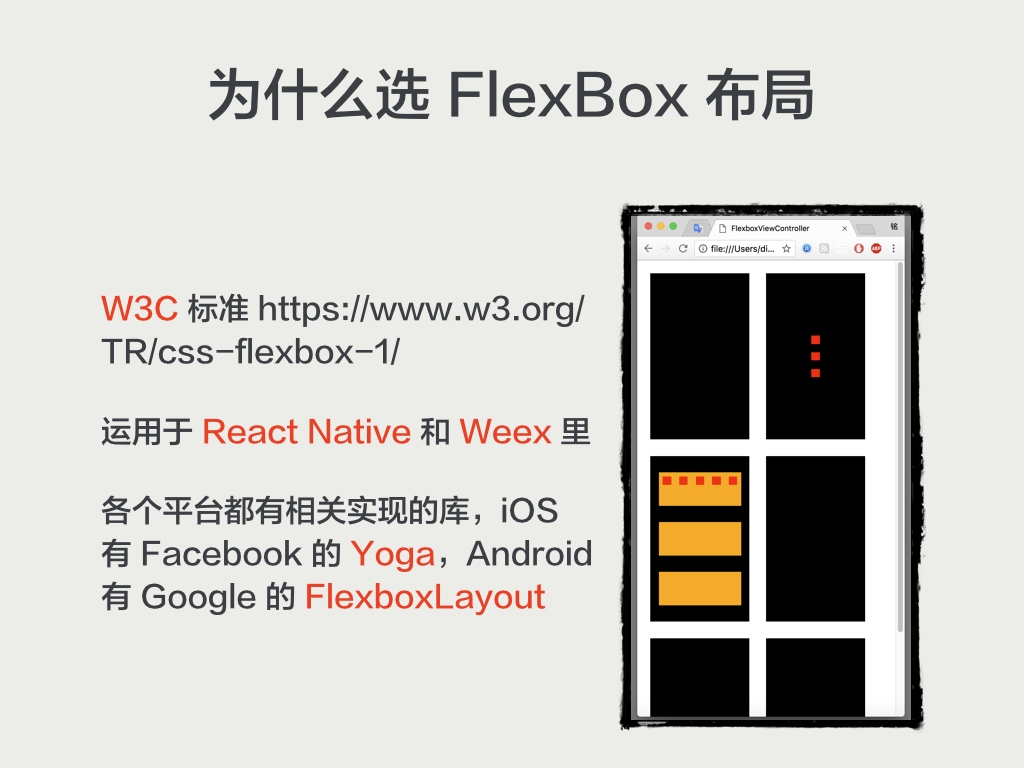 为什么选 FlexBox 布局
W3C 标准 https://www.w3.org/
TR/css-flexbox-1/
运用于 React Native 和 Weex 里
各个平台都有相关实现的库，iOS
有 Facebook 的 Yoga，Android
有 Google 的 FlexboxLayout
FlexboxViewController
铭
file:///Users/di...
ABP